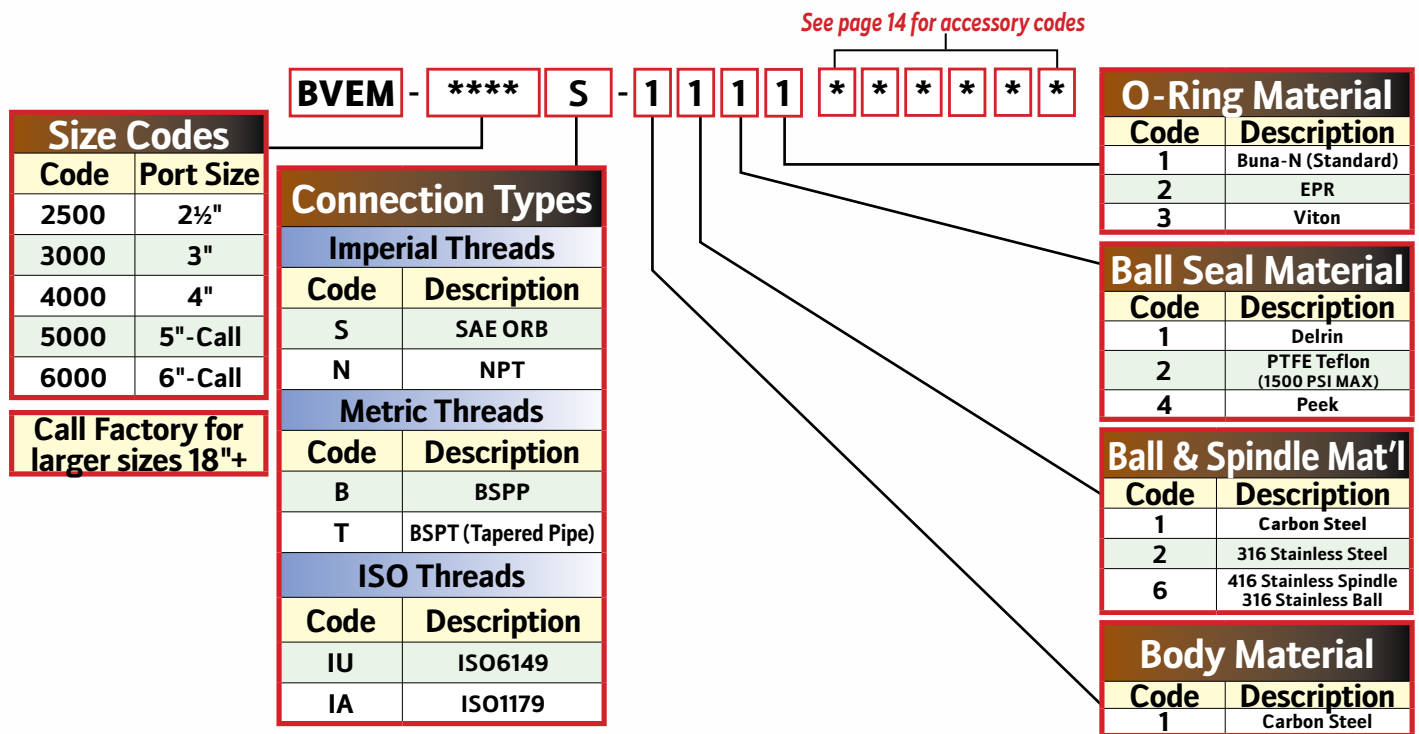 See page 14 for accessory codes
BVEM - **** S - 1 1 1 1 * * * * * *
Size Codes
Code Port Size
2500 2½"
3000 3"
4000 4"
5000 5"-Call
6000 6"-Call
Call Factory for
larger sizes 18"+
Connection Types
Imperial Threads
Code Description
S SAE ORB
N NPT
Metric Threads
Code Description
B BSPP
T BSPT (Tapered Pipe)
ISO Threads
Code Description
IU ISO6149
IA ISO1179
O-Ring Material
Code Description
1 Buna-N (Standard)
2 EPR
3 Viton
Ball Seal Material
Code Description
1 Delrin
2 PTFE Teflon
(1500 PSI MAX)
4 Peek
Ball & Spindle Mat’l
Code Description
1 Carbon Steel
2 316 Stainless Steel
6 416 Stainless Spindle
316 Stainless Ball
Body Material
Code Description
1 Carbon Steel